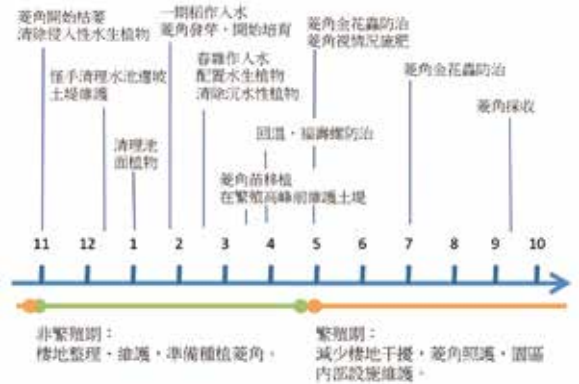 菱角開始枯萎
清除侵入性水生植物
僱手清理水池邊坡
土堤維護
清理池
面植物
一期稻作入水
菱角發芽,開始培育
春雜作入水
配置水生植物
清除沉水性植物
回溫,福壽螺防治
菱角苗移植
在繁殖高峰前維護土堤
菱角金花蟲防治
菱角視情況施肥
菱角金花蟲防治
菱角採收
11 12 1 2 3 4 5 6 7 8 9 10
非繁殖期:
棲地整理、維護,準備種植菱角。
繁殖期:
減少棲地干擾,菱角照護、園區
內部設施維護。